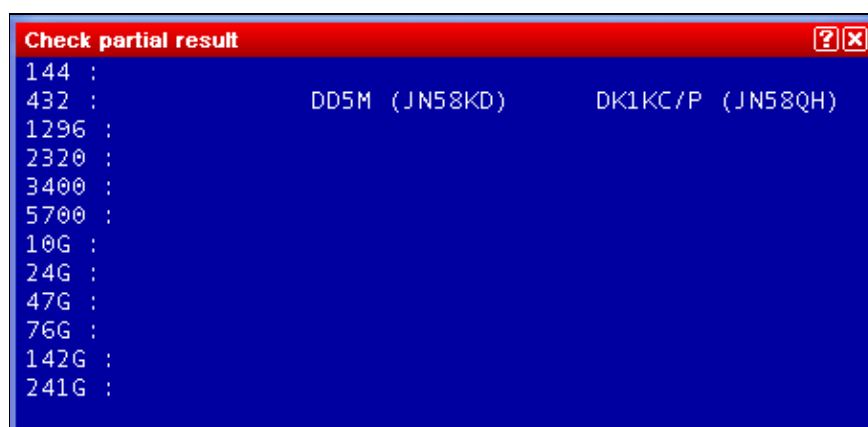 Check partial result
144 :
432 : DD5M (JN58KD) DK1KC/P (JN58QH)
1296 :
2320 :
3400 :
5700 :
10G :
24G :
47G :
76G :
142G :
241G :